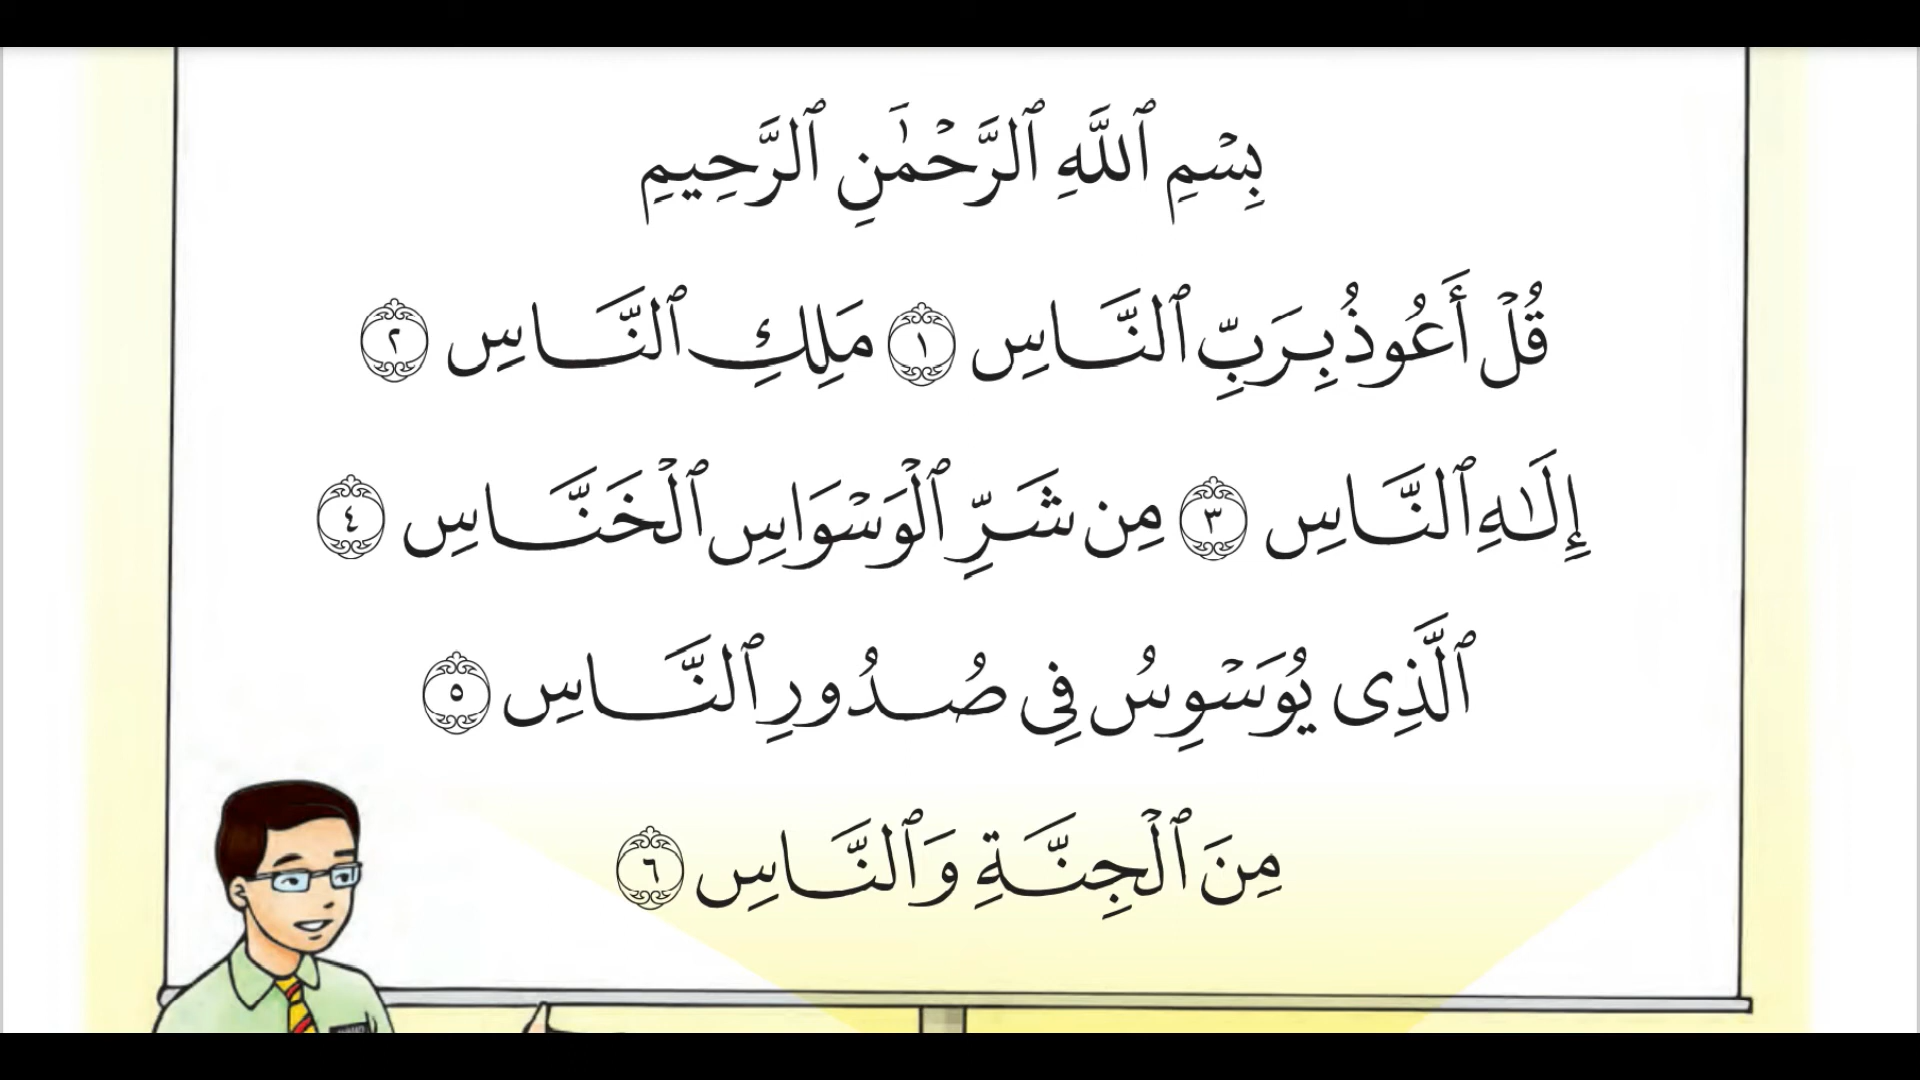 بِسْمِ ٱللَّهِ ٱلرَّحْمَٰنِ ٱلرَّحِيمِ
قُلْ أَعُوذُ بِرَبِّ ٱلنَّاسِ ١ مَلِكِ ٱلنَّاسِ ٢
إِلَٰهِ ٱلنَّاسِ ٣ مِن شَرِّ ٱلْوَسْوَاسِ ٱلْخَنَّاسِ ٤
ٱلَّذِى يُوَسْوِسُ فِى صُدُورِ ٱلنَّاسِ ٥
مِنَ ٱلْجِنَّةِ وَٱلنَّاسِ ٦